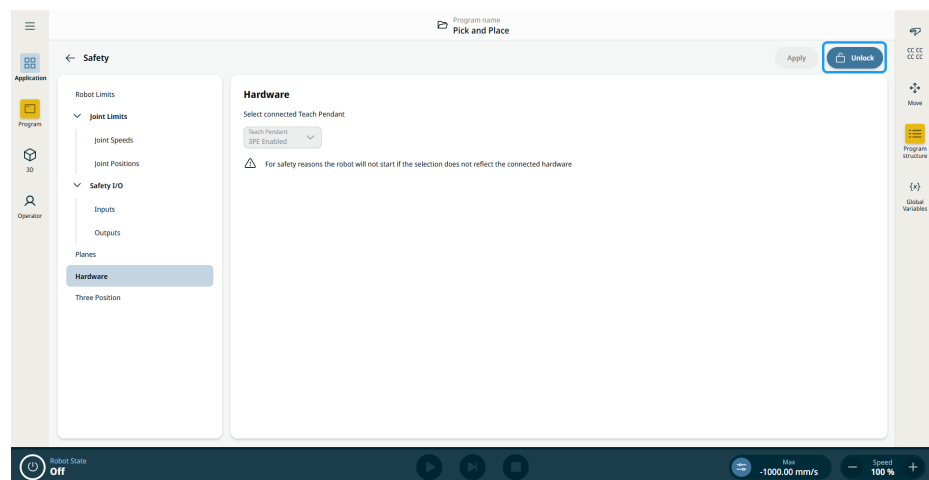 Program name
Pick and Place
Application
Program
3D
Operator
Safety
Apply
Unlock
Robot Limits
Joint Limits
Joint Speeds
Joint Positions
Safety I/O
Inputs
Outputs
Planes
Hardware
Three Position
Hardware
Select connected Teach Pendant
Teach Pendant
3PE Enabled
For safety reasons the robot will not start if the selection does not reflect the connected hardware
CC CC
CC CC
Move
Program
structure
{x}
Global
Variables
Robot State
Off
Max
-1000.00 mm/s
Speed
100 %